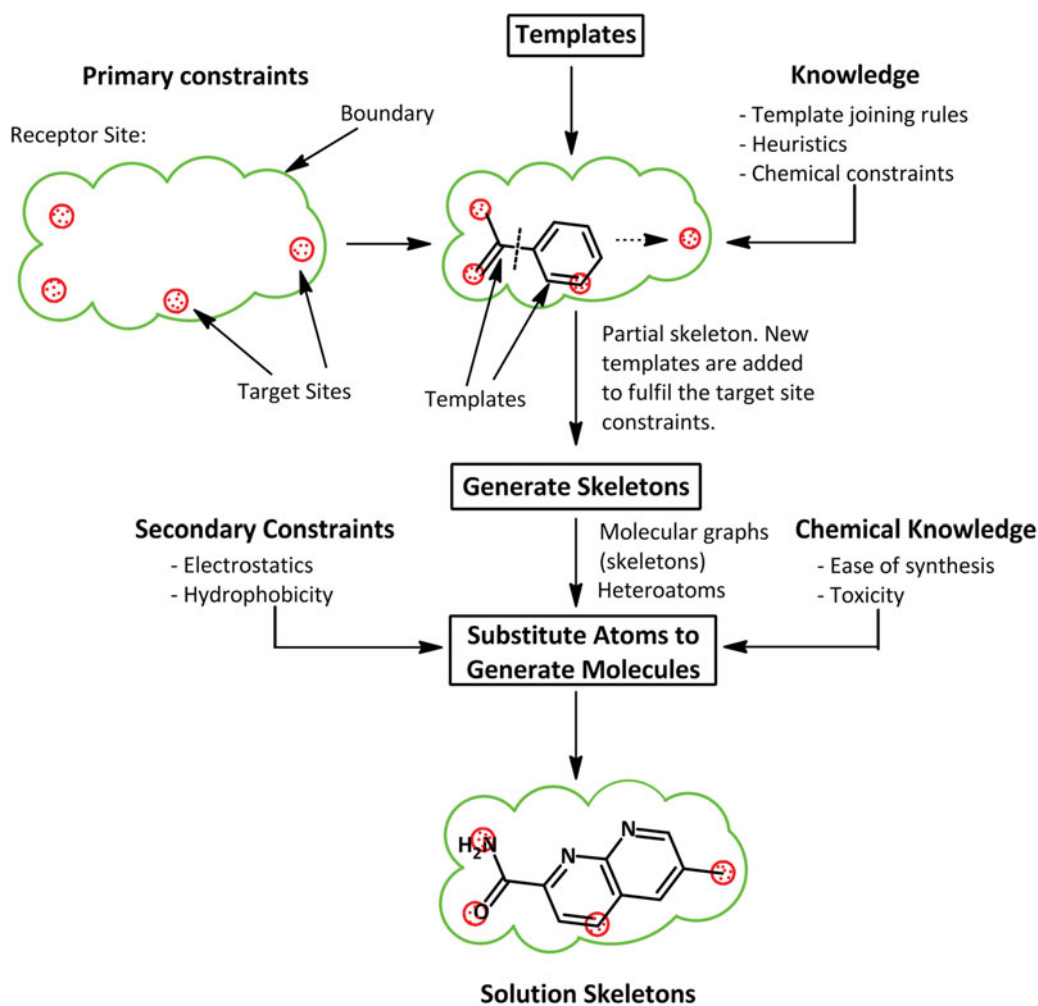 Templates
Primary constraints
Knowledge
Receptor Site:
Boundary
- Template joining rules
- Heuristics
- Chemical constraints
Target Sites
Templates
Partial skeleton. New
templates are added
to fulfil the target site
constraints.
Generate Skeletons
Secondary Constraints
- Electrostatics
- Hydrophobicity
Molecular graphs
(skeletons)
Heteroatoms
Chemical Knowledge
- Ease of synthesis
- Toxicity
Substitute Atoms to
Generate Molecules
N
H₂N
N
O
Solution Skeletons